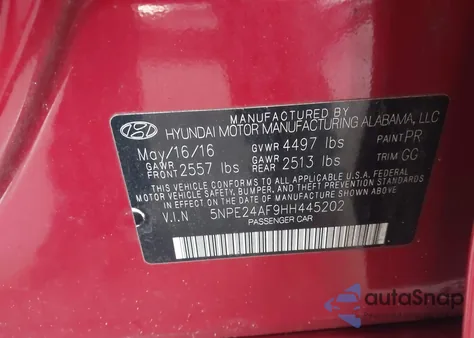 MANUFACTURED BY
HYUNDAI MOTOR MANUFACTURING ALABAMA, LLC
May/16/16 GVWR 4497 lbs PAINT PR
GAWR FRONT 2557 lbs GAWR REAR 2513 lbs TRIM GG
THIS VEHICLE CONFORMS TO ALL APPLICABLE U.S.A. FEDERAL
MOTOR VEHICLE SAFETY, BUMPER, AND THEFT PREVENTION
STANDARDS IN EFFECT ON THE DATE OF MANUFACTURE SHOWN ABOVE.
V.I.N 5NPE24AF9HH445202
PASSENGER CAR
autoSnap